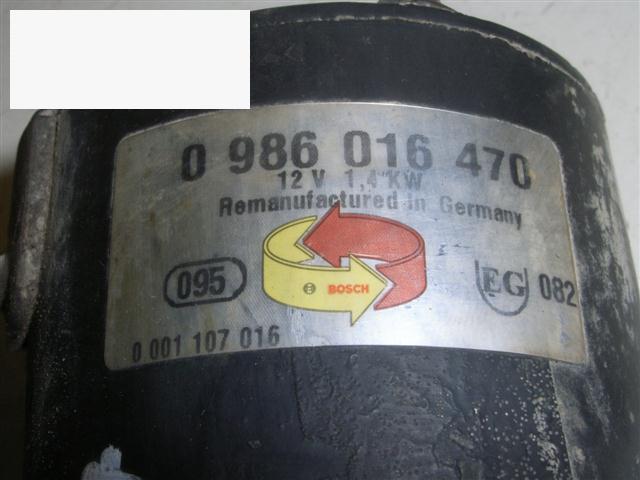 0 986 016 470
12 V 1,4 KW
Remanufactured in Germany
095 BOSCH EG 082
0 001 107 016